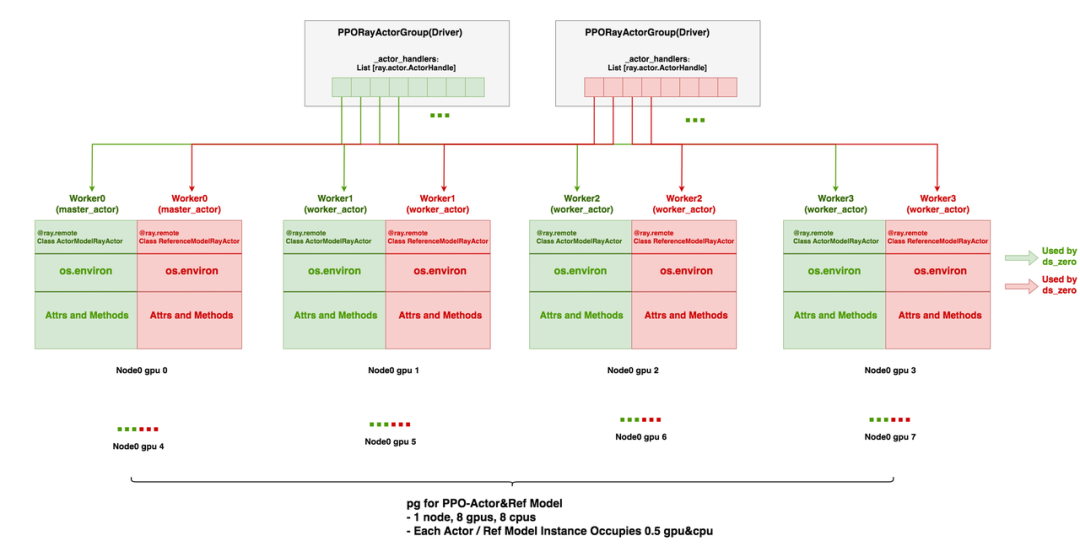 PPORayActorGroup(Driver)
_actor_handlers:
List [ray.actor.ActorHandle]
PPORayActorGroup(Driver)
_actor_handlers:
List [ray.actor.ActorHandle]
Worker0
(master_actor)
Worker0
(master_actor)
Worker1
(worker_actor)
Worker1
(worker_actor)
Worker2
(worker_actor)
Worker2
(worker_actor)
Worker3
(worker_actor)
Worker3
(worker_actor)
@ray.remote
Class ActorModelRayActor
@ray.remote
Class ReferenceModelRayActor
@ray.remote
Class ActorModelRayActor
@ray.remote
Class ReferenceModelRayActor
@ray.remote
Class ActorModelRayActor
@ray.remote
Class ReferenceModelRayActor
@ray.remote
Class ActorModelRayActor
@ray.remote
Class ReferenceModelRayActor
os.environ
os.environ
os.environ
os.environ
os.environ
os.environ
os.environ
os.environ
Attrs and Methods
Attrs and Methods
Attrs and Methods
Attrs and Methods
Attrs and Methods
Attrs and Methods
Attrs and Methods
Attrs and Methods
Used by
ds_zero
Used by
ds_zero
Node0 gpu 0
Node0 gpu 1
Node0 gpu 2
Node0 gpu 3
Node0 gpu 4
Node0 gpu 5
Node0 gpu 6
Node0 gpu 7
pg for PPO-Actor&Ref Model
- 1 node, 8 gpus, 8 cpus
- Each Actor / Ref Model Instance Occupies 0.5 gpu&cpu